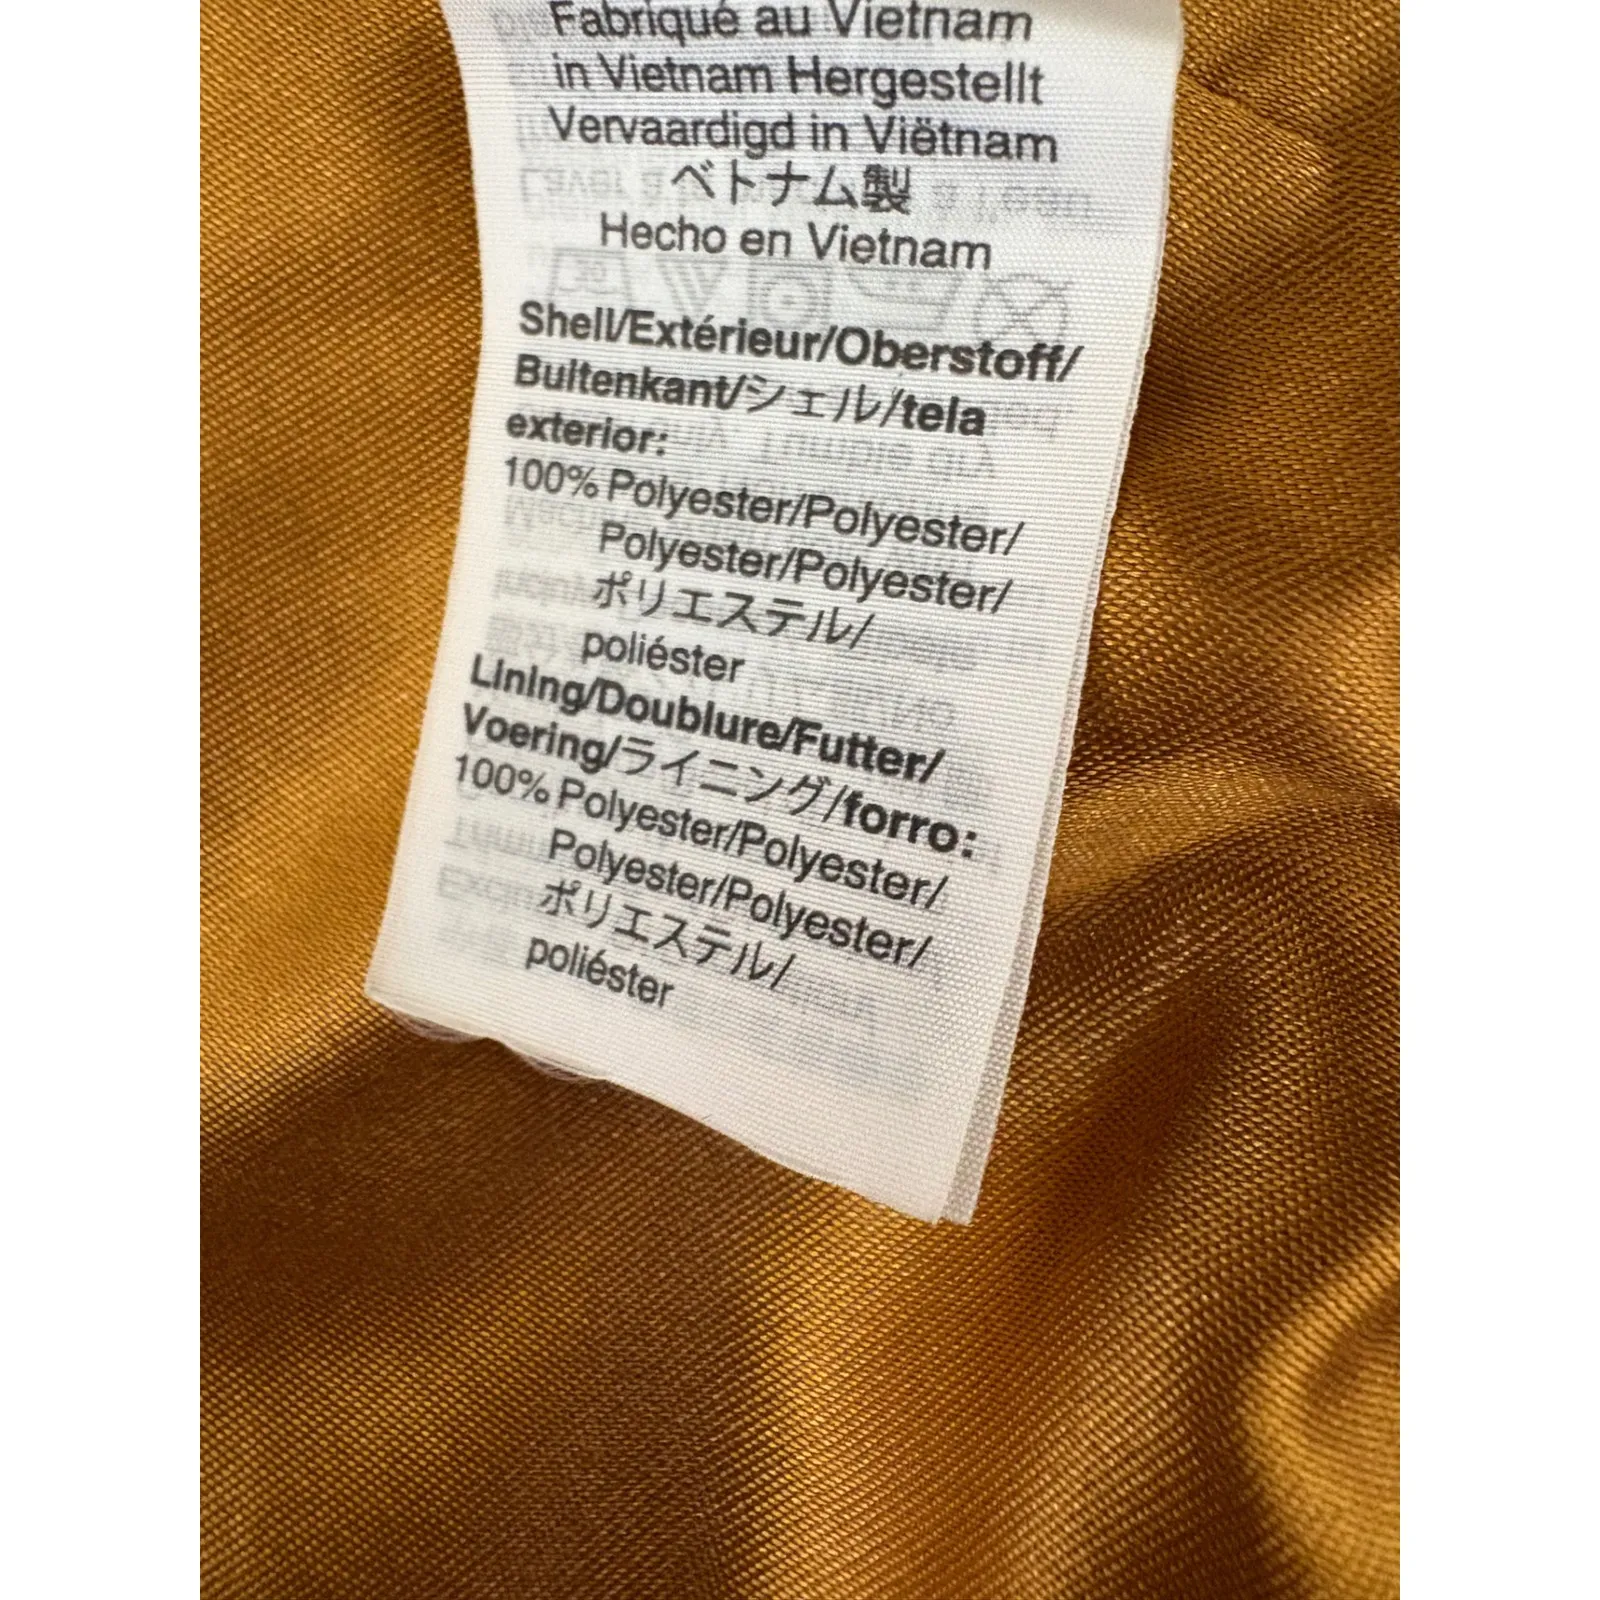 Fabriqué au Vietnam
in Vietnam Hergestellt
Vervaardigd in Viëtnam
ベトナム製
Hecho en Vietnam
Shell/Extérieur/Oberstoff/
Buitenkant/シェル/tela
exterior:
100% Polyester/Polyester/
Polyester/Polyester/
ポリエステル/
poliéster
Lining/Doublure/Futter/
Voering/ライニング/forro:
100% Polyester/Polyester/
Polyester/Polyester/
ポリエステル/
poliéster